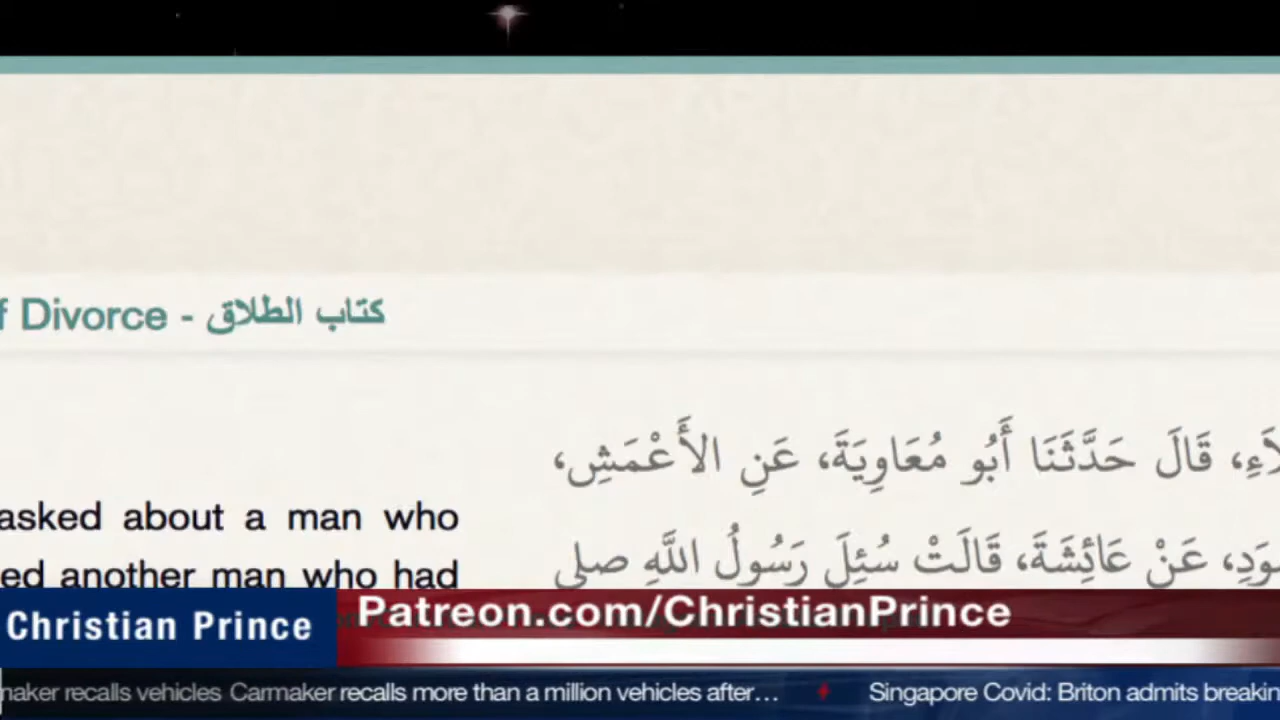 f Divorce - كتاب الطلاق
قَالَ حَدَّثَنَا أَبُو مُعَاوِيَةَ، عَنِ الأَعْمَشِ،
عَنْ عَائِشَةَ، قَالَتْ سُئِلَ رَسُولُ اللَّهِ صلى
asked about a man who
ed another man who had
Christian Prince
Patreon.com/ChristianPrince
naker recalls vehicles Carmaker recalls more than a million vehicles after...
Singapore Covid: Briton admits breakin